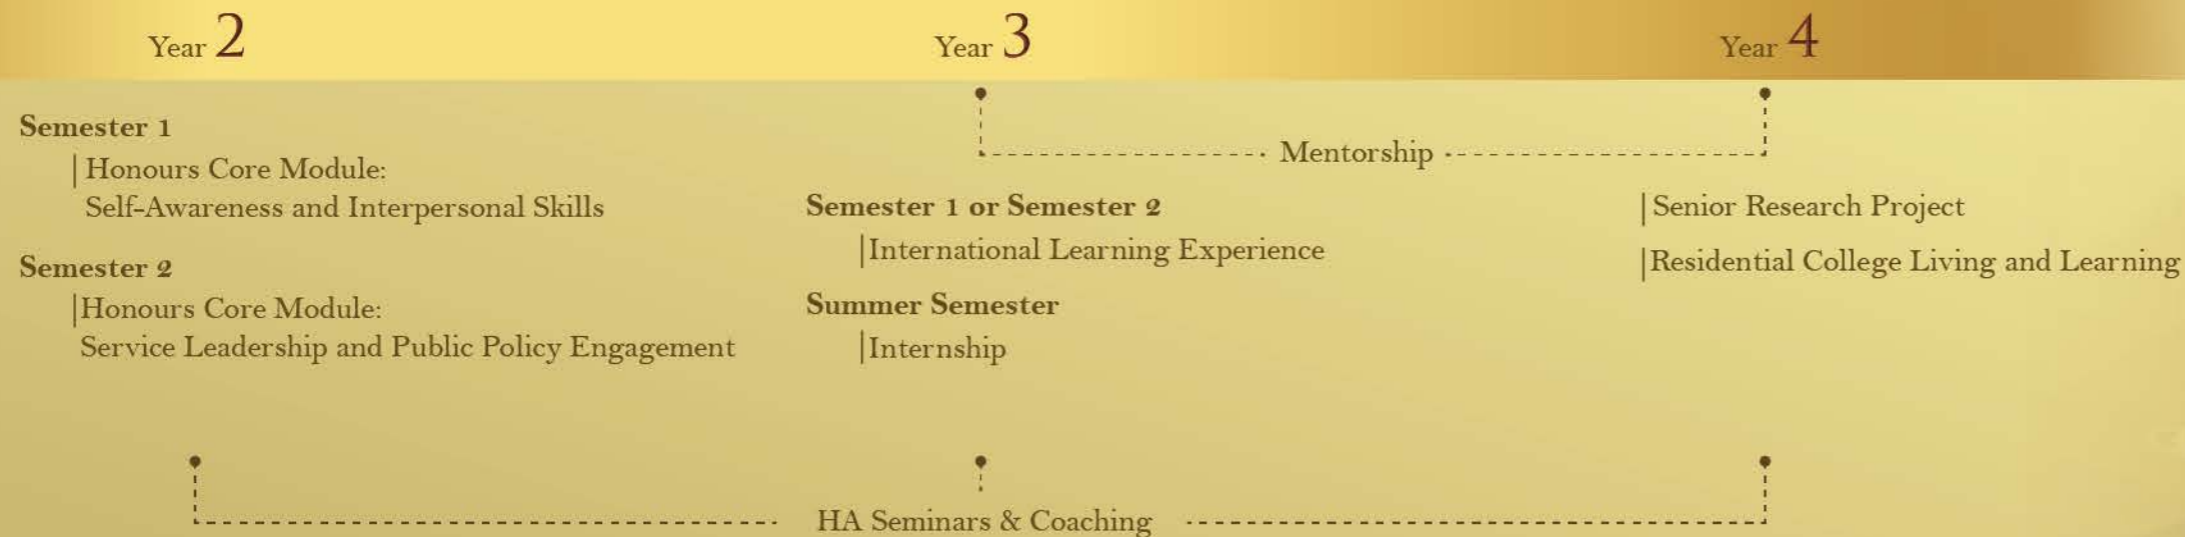 Year 2
Year 3
Year 4
Semester 1
Honours Core Module:
Self-Awareness and Interpersonal Skills
Semester 2
Honours Core Module:
Service Leadership and Public Policy Engagement
Mentorship
Semester 1 or Semester 2
International Learning Experience
Summer Semester
Internship
Senior Research Project
Residential College Living and Learning
HA Seminars & Coaching